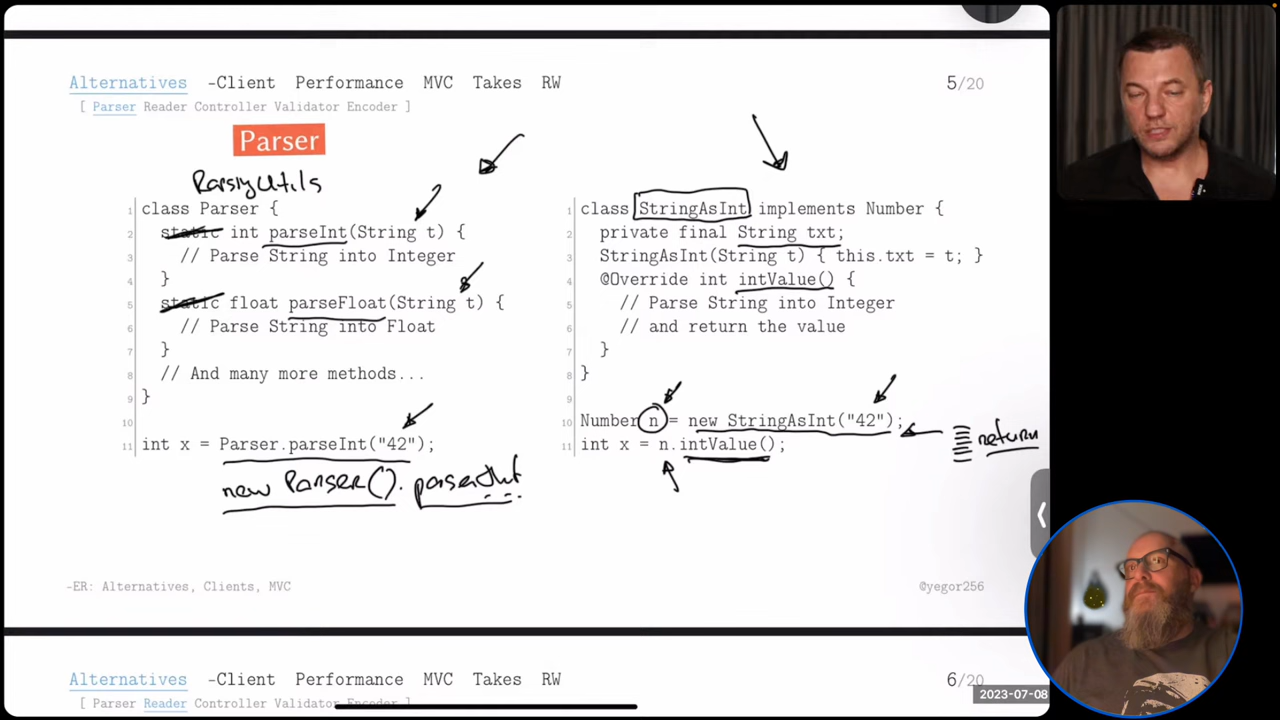 Alternatives -Client Performance MVC Takes RW 5/20
[ Parser Reader Controller Validator Encoder ]
Parser
ParsingUtils
1 class Parser {
2 static int parseInt(String t) {
3 // Parse String into Integer
4 }
5 static float parseFloat(String t) {
6 // Parse String into Float
7 }
8 // And many more methods...
9 }
10
11 int x = Parser.parseInt("42");
new Parser(). parserInt
1 class StringAsInt implements Number {
2 private final String txt;
3 StringAsInt(String t) { this.txt = t; }
4 @Override int intValue() {
5 // Parse String into Integer
6 // and return the value
7 }
8 }
9
10 Number n = new StringAsInt("42");
11 int x = n.intValue();
return
-ER: Alternatives, Clients, MVC @yegor256
Alternatives -Client Performance MVC Takes RW 6/20
[ Parser Reader Controller Validator Encoder ]
2023-07-08